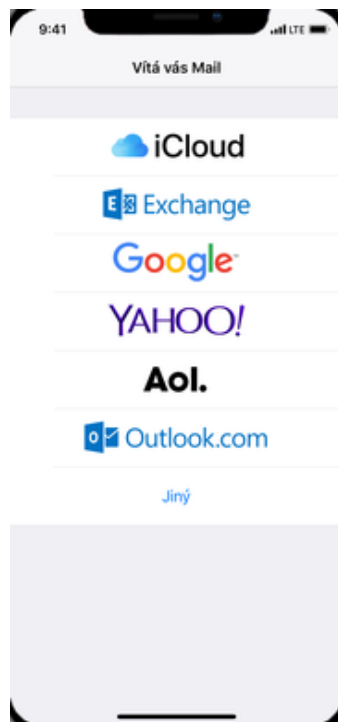 9:41
LTE
Vítá vás Mail
iCloud
E Exchange
Google
YAHOO!
Aol.
o Outlook.com
Jiný